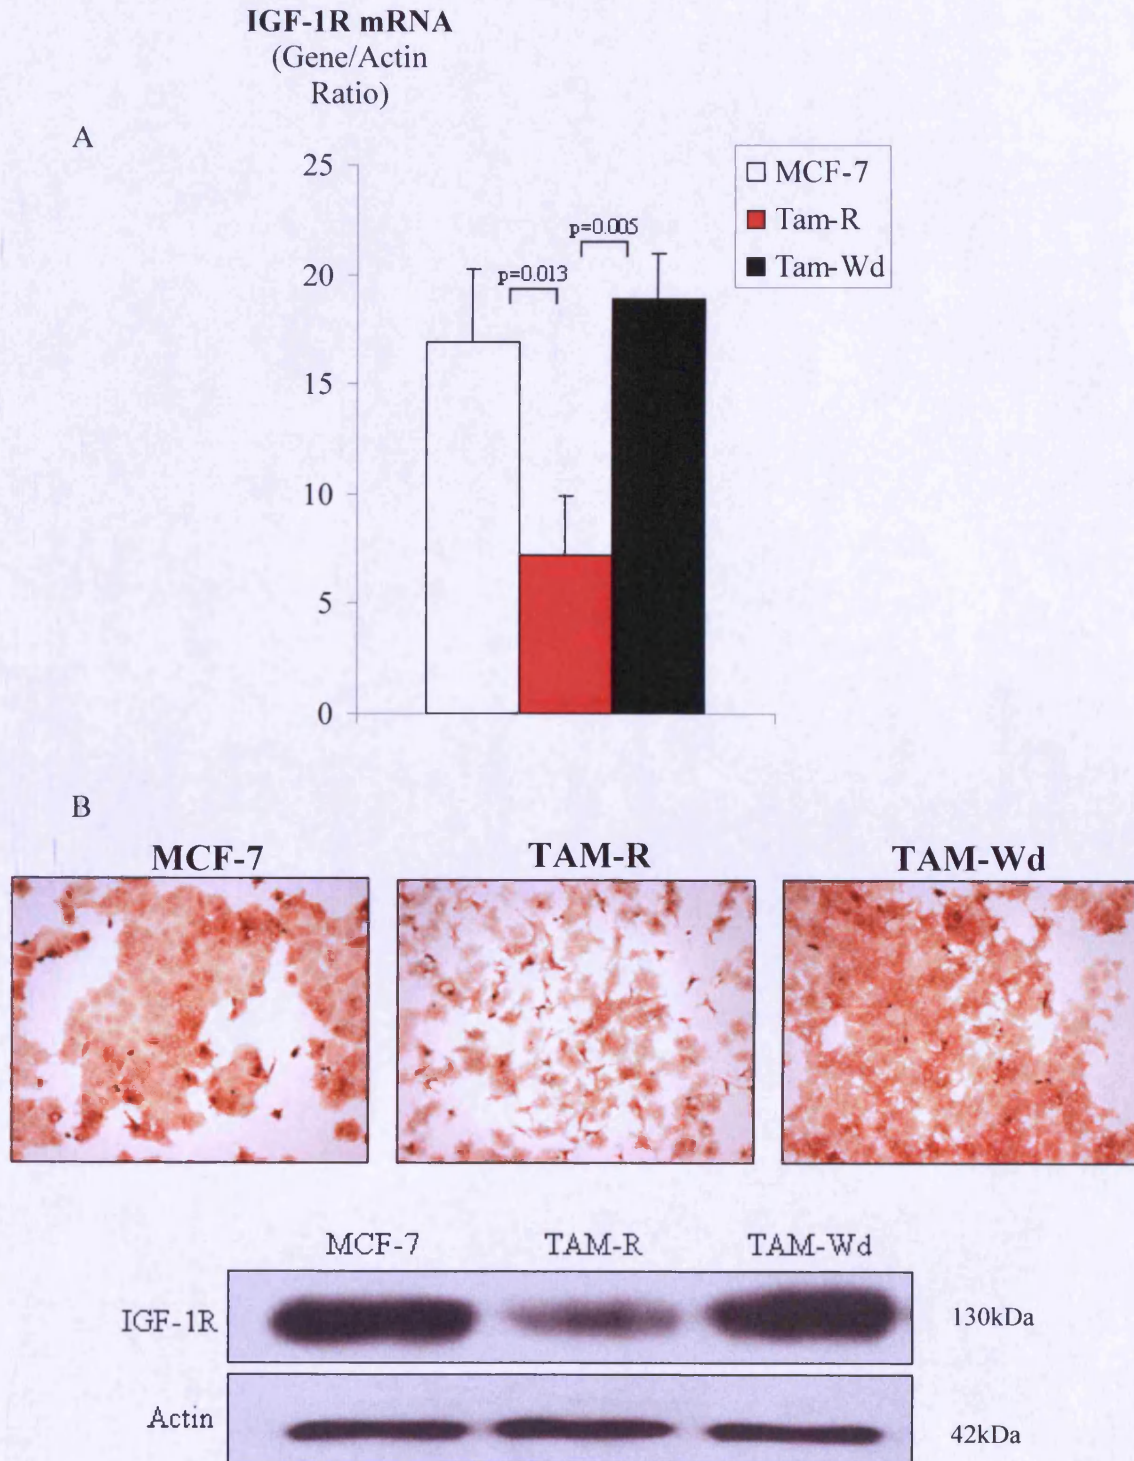 IGF-1R mRNA
(Gene/Actin
Ratio)
A
25
20
15
10
5
0
p=0.013
p=0.005
MCF-7
Tam-R
Tam-Wd
B
MCF-7
TAM-R
TAM-Wd
MCF-7 TAM-R TAM-Wd
IGF-1R 130kDa
Actin 42kDa